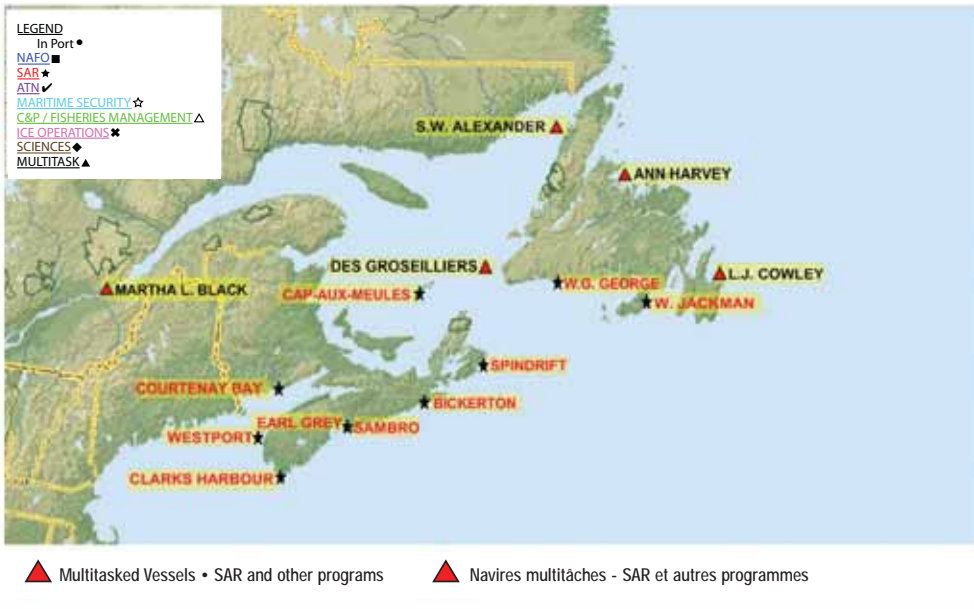 LEGEND
In Port ●
NAFO ■
SAR ★
ATN ✔
MARITIME SECURITY ☆
C&P / FISHERIES MANAGEMENT △
ICE OPERATIONS ✖
SCIENCES ◆
MULTITASK ▲
S.W. ALEXANDER
ANN HARVEY
DES GROSEILLIERS
L.J. COWLEY
W.G. GEORGE
MARTHA L. BLACK
CAP-AUX-MEULES
W. JACKMAN
SPINDRIFT
COURTENAY BAY
BICKERTON
EARL GREY
SAMBRO
WESTPORT
CLARKS HARBOUR
Multitasked Vessels • SAR and other programs
Navires multitâches - SAR et autres programmes